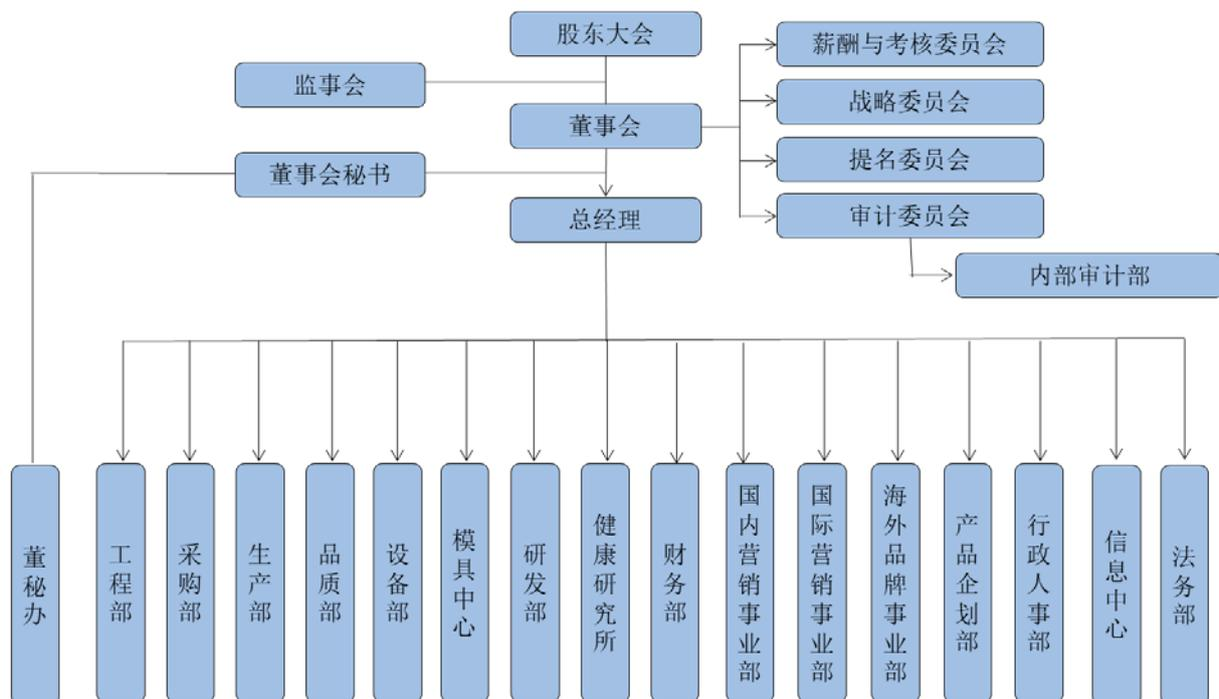 股东大会
薪酬与考核委员会
监事会
战略委员会
董事会
提名委员会
董事会秘书
总经理
审计委员会
内部审计部
董秘办
工程部
采购部
生产部
品质部
设备部
模具中心
研发部
健康研究所
财务部
国内营销事业部
国际营销事业部
海外品牌事业部
产品企划部
行政人事部
信息中心
法务部